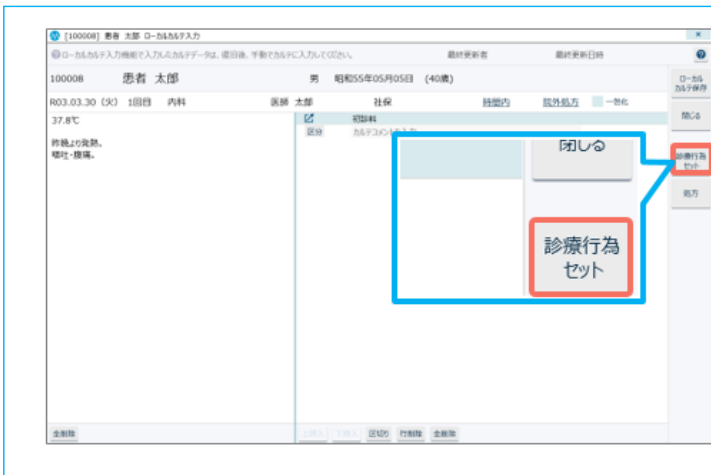 [100008] 患者 太郎 ローカルカルテ入力
ローカルカルテ入力機能で入力したカルテデータは、復旧後、手動でカルテに入力してください。 最終更新者 最終更新日時
100008 患者 太郎 男 昭和55年05月05日 (40歳)
R03.03.30 (火) 1回目 内科 医師 太郎 社保 時間内 院外処方 一包化
37.8℃
昨晩より発熱。
嘔吐・腹痛。
初診料
区分
ローカル
カルテ保存
閉じる
診療行為
セット
処方
閉じる
診療行為
セット
全削除 上挿入 下挿入 区切り 行削除 全削除